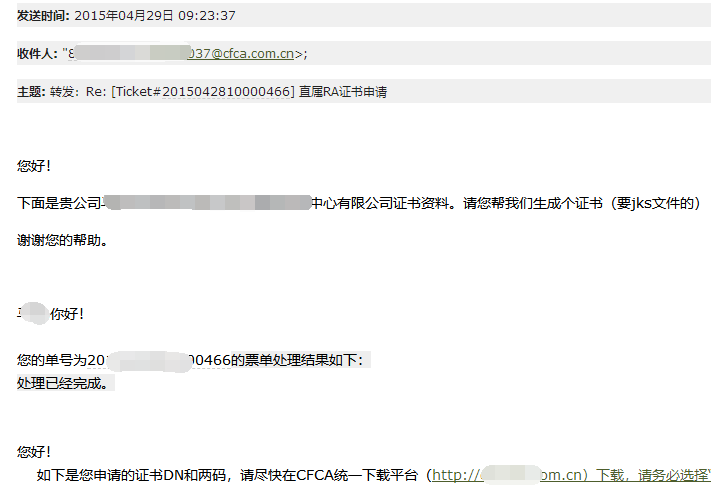 发送时间: 2015年04月29日 09:23:37
收件人: "8 037@cfca.com.cn>;
主题: 转发: Re: [Ticket#2015042810000466] 直属RA证书申请
您好！
下面是贵公司 中心有限公司证书资料。请您帮我们生成个证书（要jks文件的）
谢谢您的帮助。
你好！
您的单号为201 00466的票单处理结果如下：
处理已经完成。
您好！
如下是您申请的证书DN和两码，请尽快在CFCA统一下载平台（http:// om.cn）下载，请务必选择